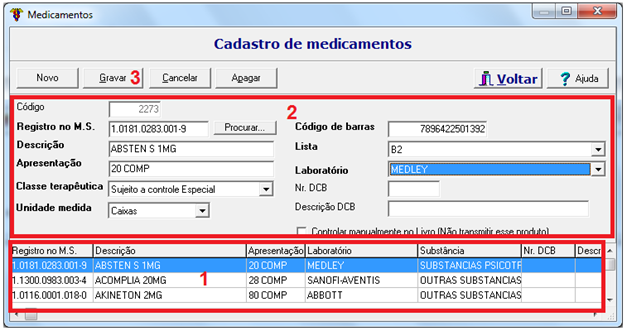 Medicamentos
Cadastro de medicamentos
Novo Gravar 3 Cancelar Apagar Voltar ? Ajuda
Código 2273 2
Registro no M.S. 1.0181.0283.001-9 Procurar... Código de barras 7896422501392
Descrição ABSTEN S 1MG Lista B2
Apresentação 20 COMP Laboratório MEDLEY
Classe terapêutica Sujeito a controle Especial Nr. DCB
Unidade medida Caixas Descrição DCB
Controlar manualmente no Livro (Não transmitir esse produto)
Registro no M.S. Descrição Apresentação Laboratório Substância Nr. DCB Descr
1.0181.0283.001-9 ABSTEN S 1MG 20 COMP MEDLEY SUBSTANCIAS PSICOTF
1.1300.0983.003-4 ACOMPLIA 20MG 1 28 COMP SANOFI-AVENTIS OUTRAS SUBSTANCIAS
1.0116.0001.018-0 AKINETON 2MG 80 COMP ABBOTT OUTRAS SUBSTANCIAS